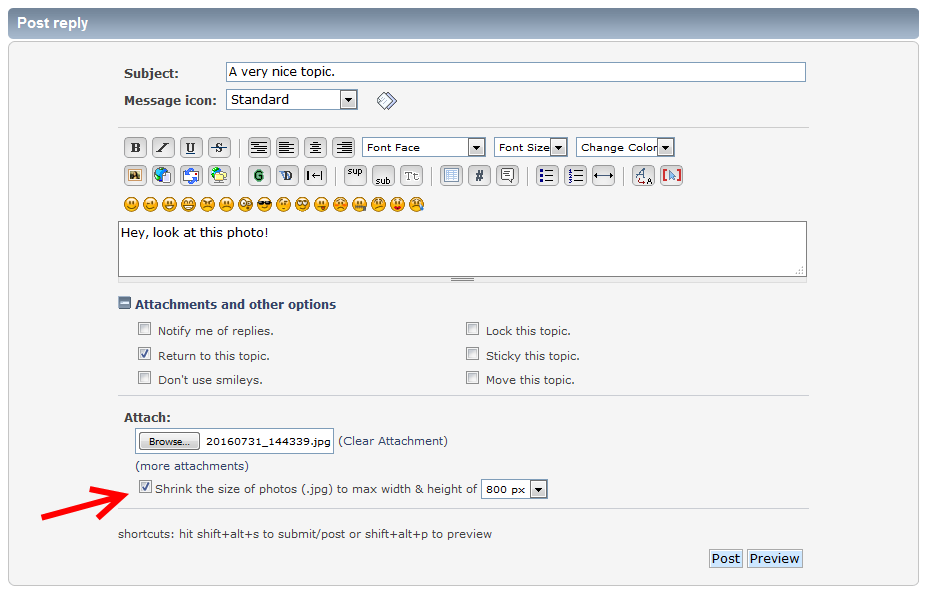 Post reply
Subject: A very nice topic.
Message icon: Standard
B I U S Font Face Font Size Change Color
G D sup sub Tt # A A
Hey, look at this photo!
Attachments and other options
Notify me of replies. Lock this topic.
Return to this topic. Sticky this topic.
Don't use smileys. Move this topic.
Attach:
Browse... 20160731_144339.jpg (Clear Attachment)
(more attachments)
Shrink the size of photos (.jpg) to max width & height of 800 px
shortcuts: hit shift+alt+s to submit/post or shift+alt+p to preview
Post Preview